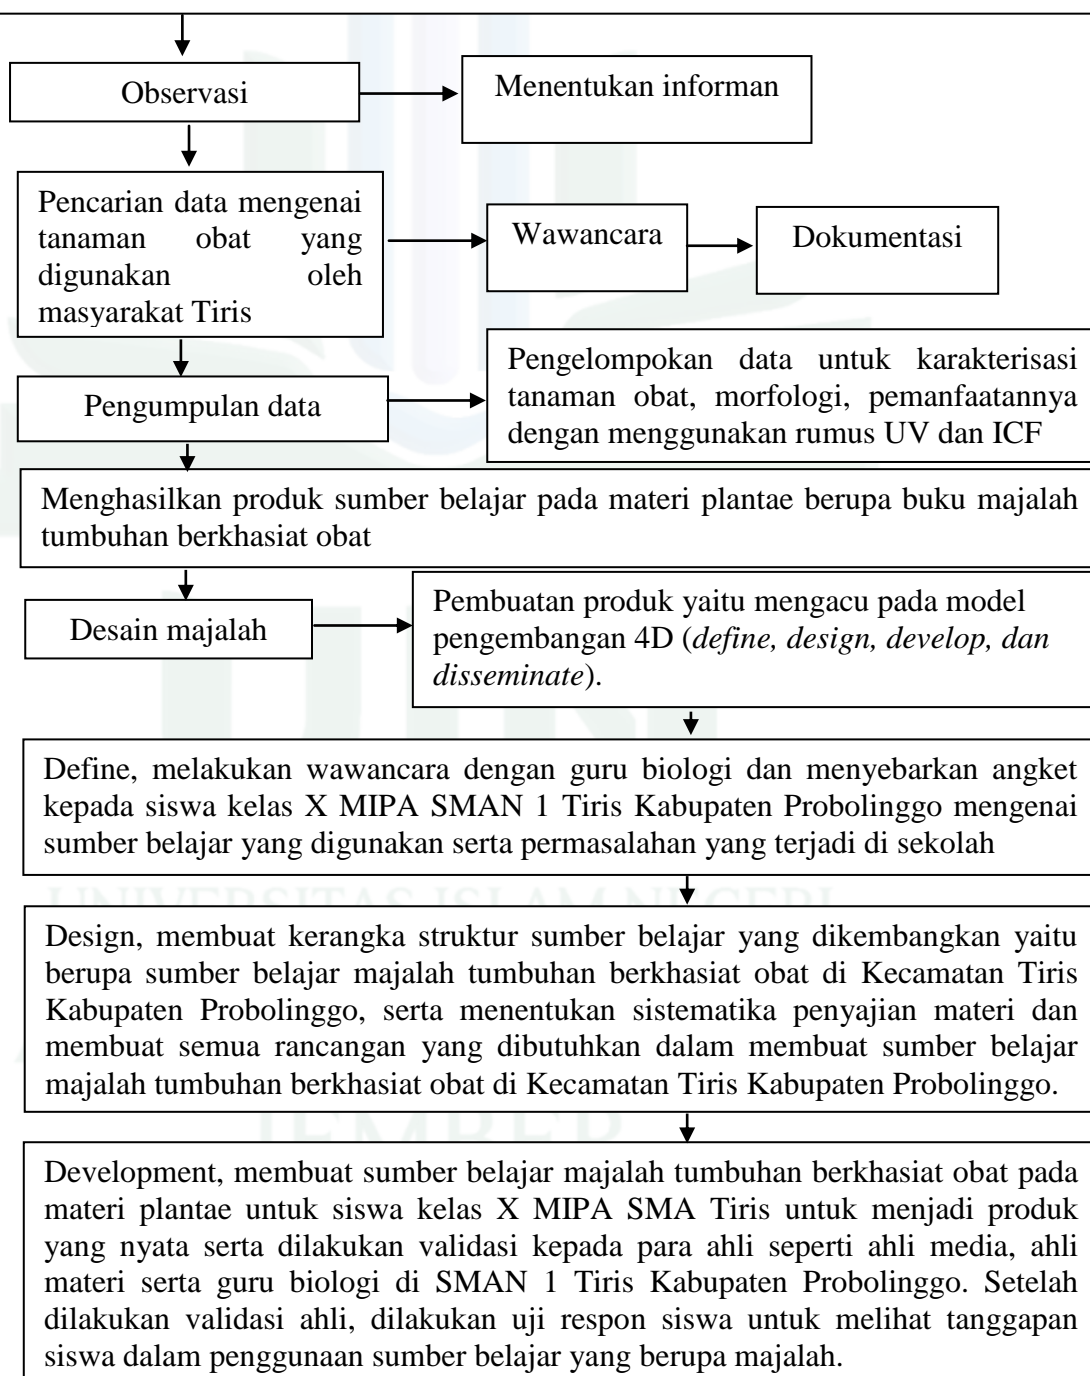 Observasi
Menentukan informan
Pencarian data mengenai
tanaman obat yang
digunakan oleh
masyarakat Tiris
Wawancara
Dokumentasi
Pengumpulan data
Pengelompokan data untuk karakterisasi
tanaman obat, morfologi, pemanfaatannya
dengan menggunakan rumus UV dan ICF
Menghasilkan produk sumber belajar pada materi plantae berupa buku majalah
tumbuhan berkhasiat obat
Desain majalah
Pembuatan produk yaitu mengacu pada model
pengembangan 4D (define, design, develop, dan
disseminate).
Define, melakukan wawancara dengan guru biologi dan menyebarkan angket
kepada siswa kelas X MIPA SMAN 1 Tiris Kabupaten Probolinggo mengenai
sumber belajar yang digunakan serta permasalahan yang terjadi di sekolah
UNIVERSITAS ISLAM NEGERI
Design, membuat kerangka struktur sumber belajar yang dikembangkan yaitu
berupa sumber belajar majalah tumbuhan berkhasiat obat di Kecamatan Tiris
Kabupaten Probolinggo, serta menentukan sistematika penyajian materi dan
membuat semua rancangan yang dibutuhkan dalam membuat sumber belajar
majalah tumbuhan berkhasiat obat di Kecamatan Tiris Kabupaten Probolinggo.
JEMBER
Development, membuat sumber belajar majalah tumbuhan berkhasiat obat pada
materi plantae untuk siswa kelas X MIPA SMA Tiris untuk menjadi produk
yang nyata serta dilakukan validasi kepada para ahli seperti ahli media, ahli
materi serta guru biologi di SMAN 1 Tiris Kabupaten Probolinggo. Setelah
dilakukan validasi ahli, dilakukan uji respon siswa untuk melihat tanggapan
siswa dalam penggunaan sumber belajar yang berupa majalah.